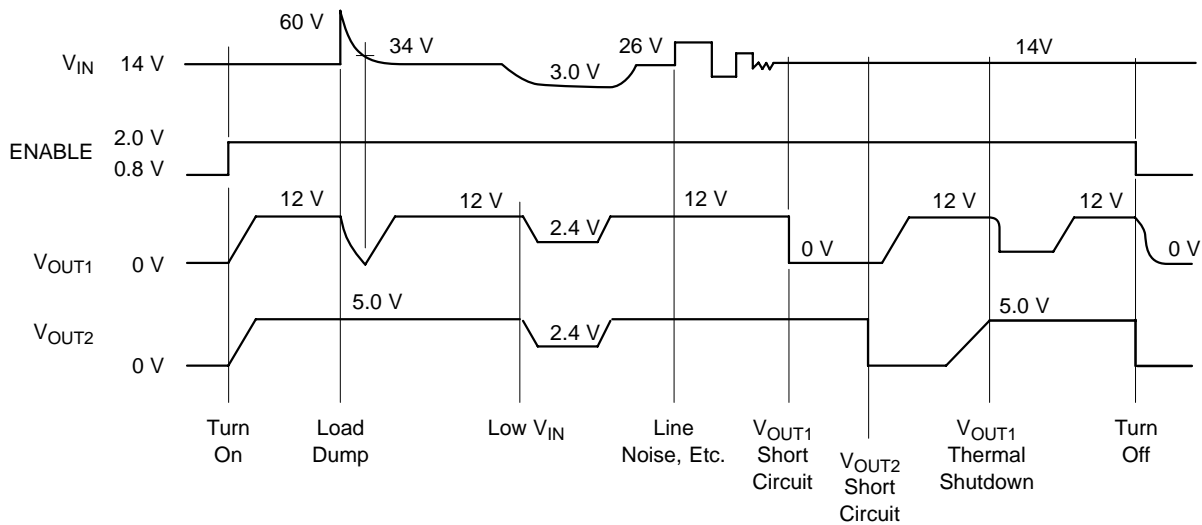 60 V
34 V
26 V
14V
V_IN 14 V
3.0 V
2.0 V
ENABLE
0.8 V
12 V
12 V
12 V
12 V
12 V
2.4 V
0 V
0 V
V_OUT1 0 V
5.0 V
5.0 V
V_OUT2
2.4 V
0 V
Turn
On
Load
Dump
Low V_IN
Line
Noise, Etc.
V_OUT1
Short
Circuit
V_OUT2
Short
Circuit
V_OUT1
Thermal
Shutdown
Turn
Off